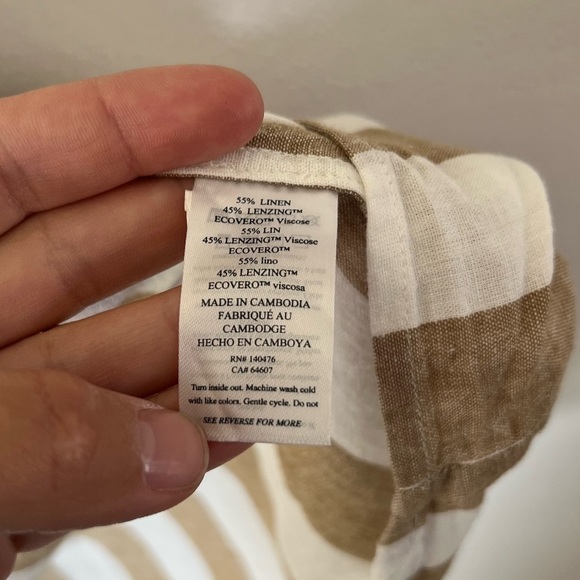 55% LINEN
45% LENZING™
ECOVERO™ Viscose
55% LIN
45% LENZING™ Viscose
ECOVERO™
55% lino
45% LENZING™
ECOVERO™ viscosa
MADE IN CAMBODIA
FABRIQUÉ AU
CAMBODGE
HECHO EN CAMBOYA
RN# 140476
CA# 64607
Turn inside out. Machine wash cold
with like colors. Gentle cycle. Do not
SEE REVERSE FOR MORE